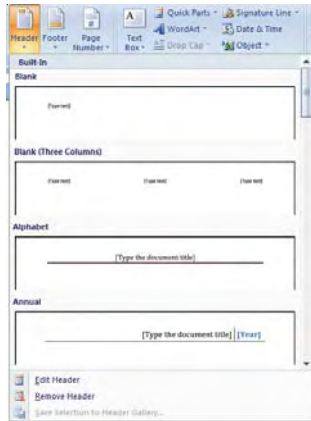 Quick Parts Signature Line
A WordArt Date & Time
Header Footer Page Number Text Box Drop Cap Object
Built-In
Blank
[Type text]
Blank (Three Columns)
[Type text] [Type text] [Type text]
Alphabet
[Type the document title]
Annual
[Type the document title] [Year]
Edit Header
Remove Header
Save Selection to Header Gallery...